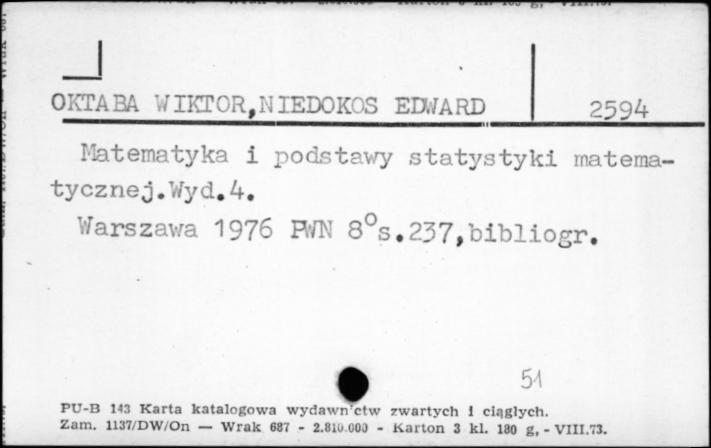 OKTABA WIKTOR,NIEDOKOS EDWARD 2594
Matematyka i podstawy statystyki matema-
tycznej.Wyd.4.
Warszawa 1976 PWN 8°s.237,bibliogr.
51
PU-B 143 Karta katalogowa wydawnictw zwartych i ciągłych.
Zam. 1137/DW/On — Wrak 687 - 2.810.000 - Karton 3 kl. 180 g, - VIII.73.